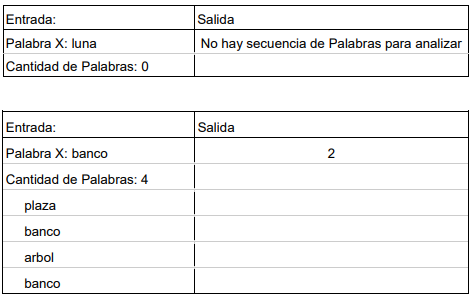 Entrada: Salida
Palabra X: luna No hay secuencia de Palabras para analizar
Cantidad de Palabras: 0
Entrada: Salida
Palabra X: banco 2
Cantidad de Palabras: 4
plaza
banco
arbol
banco